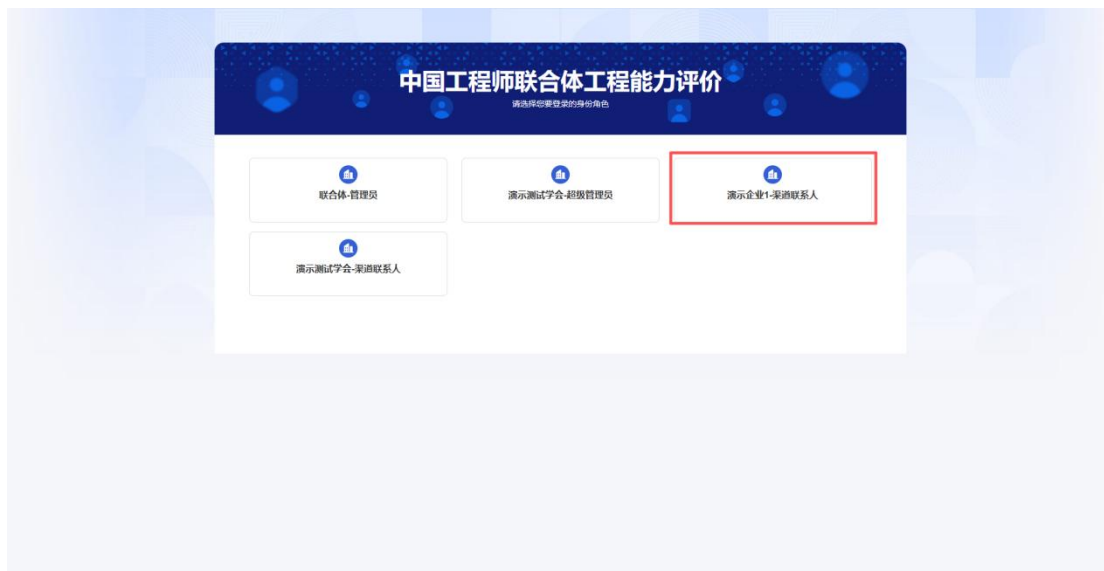 中国工程师联合体工程能力评价
请选择您要登录的身份角色
联合体-管理员
演示测试学会-超级管理员
演示企业1-渠道联系人
演示测试学会-渠道联系人